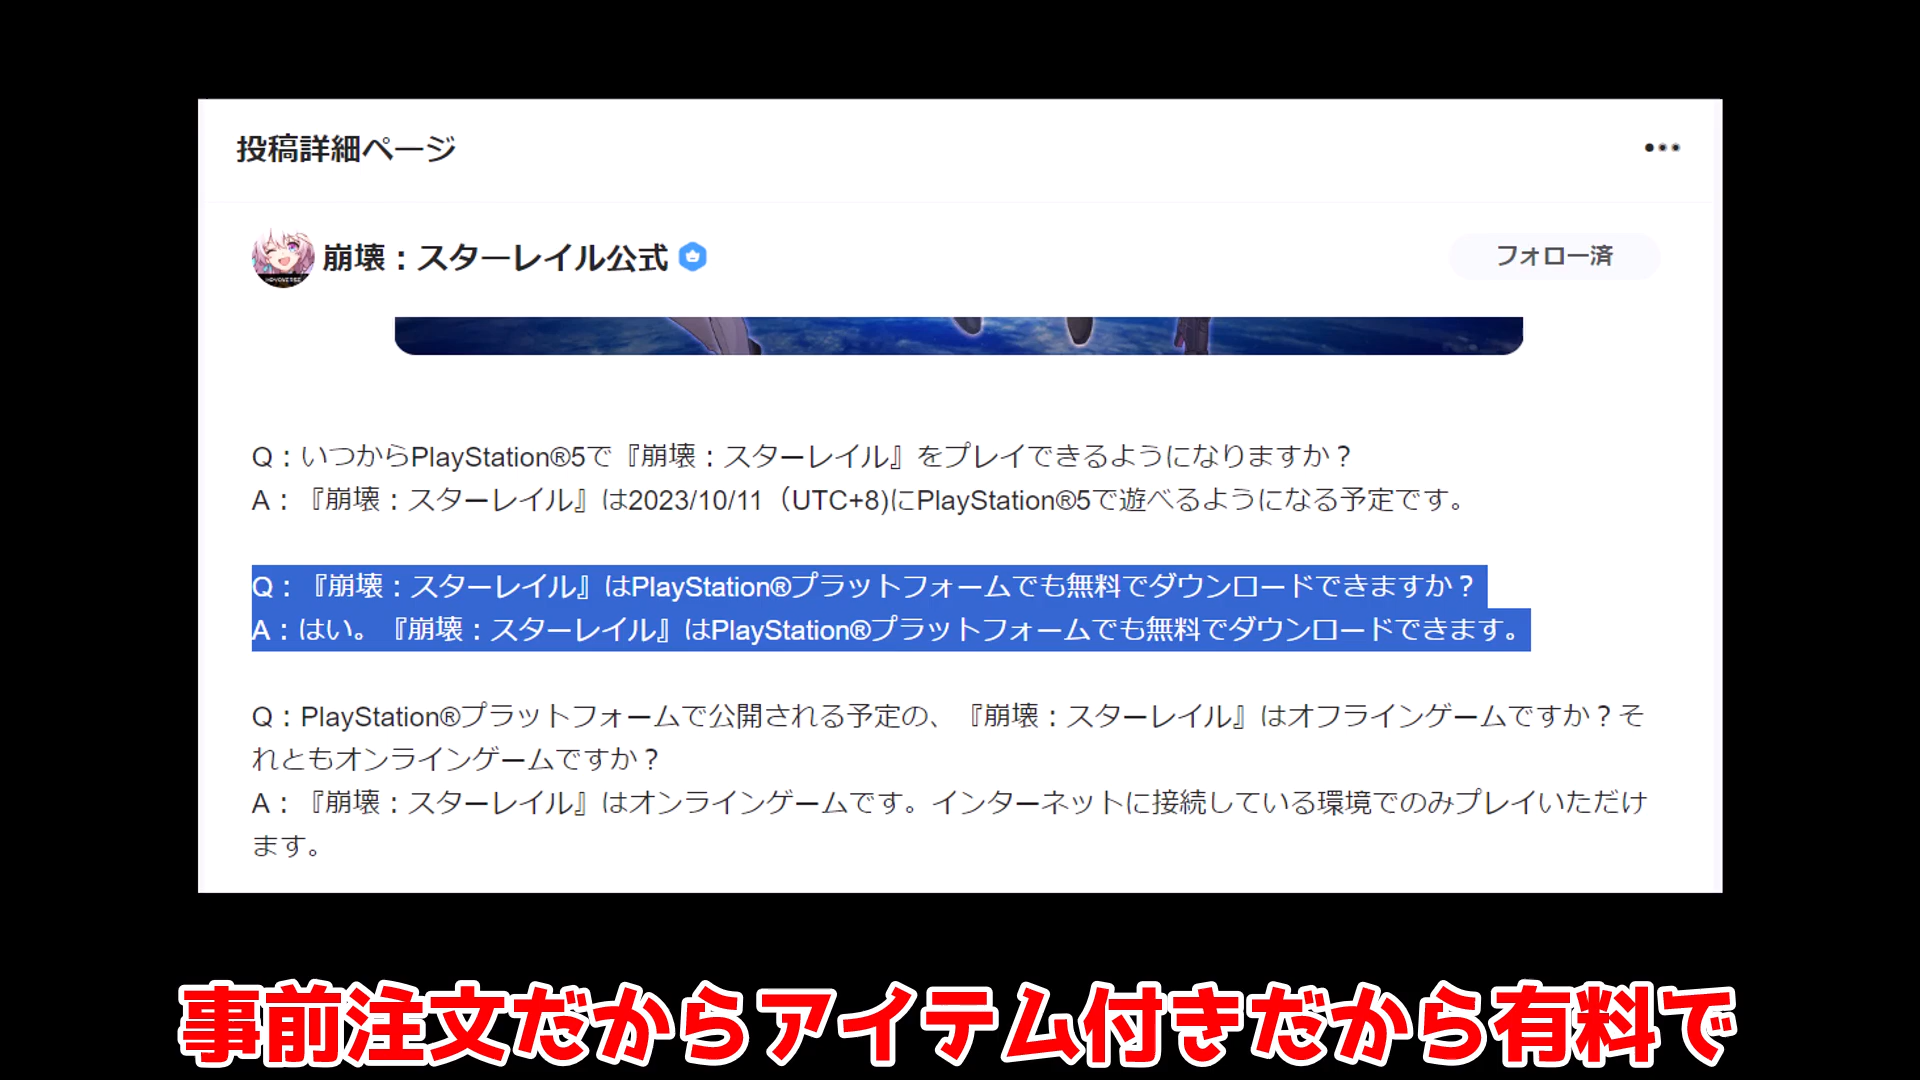 投稿詳細ページ
崩壊：スターレイル公式
フォロー済
Q：いつからPlayStation®5で『崩壊：スターレイル』をプレイできるようになりますか？
A：『崩壊：スターレイル』は2023/10/11（UTC+8)にPlayStation®5で遊べるようになる予定です。
Q：『崩壊：スターレイル』はPlayStation®プラットフォームでも無料でダウンロードできますか？
A：はい。『崩壊：スターレイル』はPlayStation®プラットフォームでも無料でダウンロードできます。
Q：PlayStation®プラットフォームで公開される予定の、『崩壊：スターレイル』はオフラインゲームですか？そ
れともオンラインゲームですか？
A：『崩壊：スターレイル』はオンラインゲームです。インターネットに接続している環境でのみプレイいただけ
ます。
事前注文だからアイテム付きだから有料で